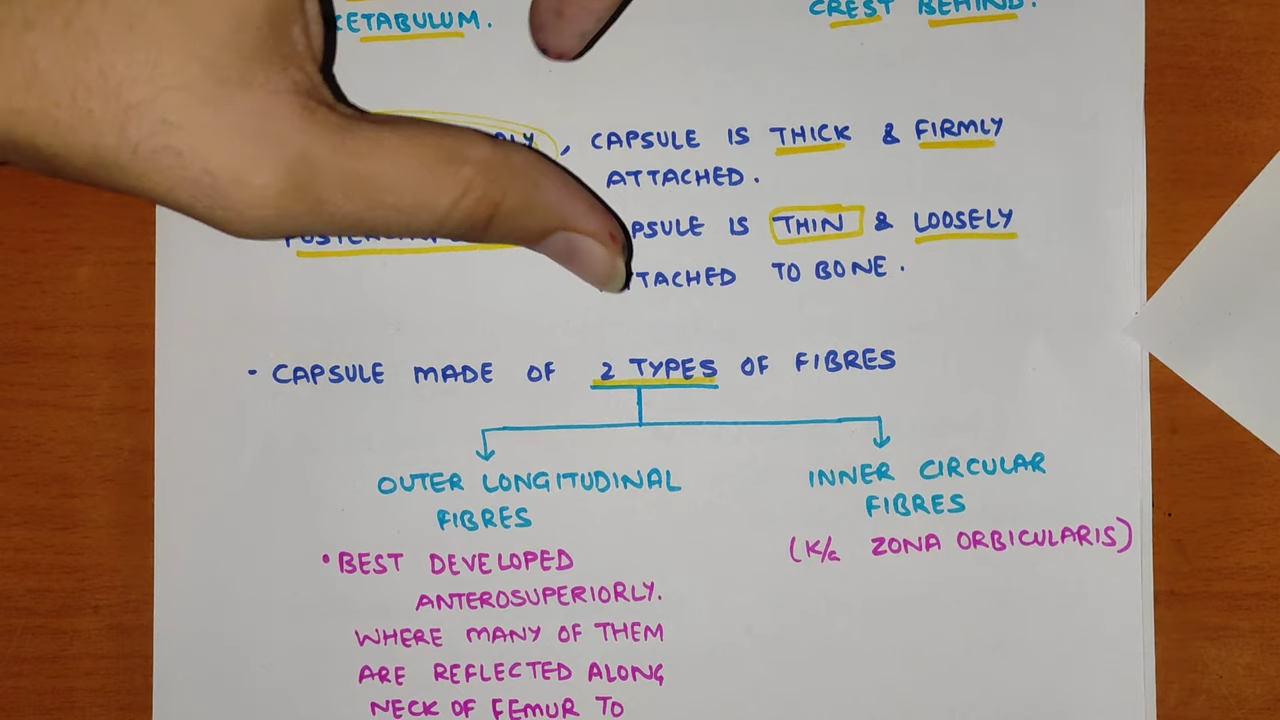 CETABULUM.
CREST BEHIND.
, CAPSULE IS THICK & FIRMLY
ATTACHED.
PSULE IS THIN & LOOSELY
TTACHED TO BONE.
• CAPSULE MADE OF 2 TYPES OF FIBRES
OUTER LONGITUDINAL
FIBRES
INNER CIRCULAR
FIBRES
(K/a ZONA ORBICULARIS)
• BEST DEVELOPED
ANTEROSUPERIORLY.
WHERE MANY OF THEM
ARE REFLECTED ALONG
NECK OF FEMUR TO